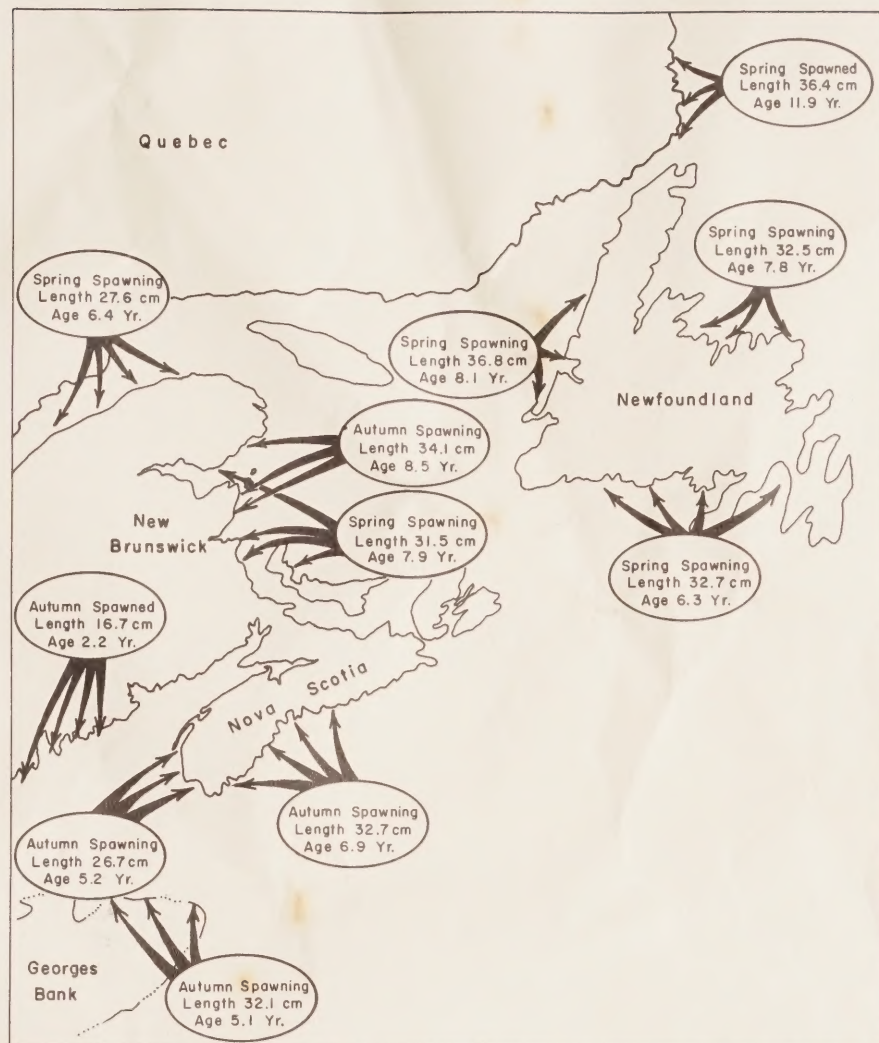 Spring Spawned
Length 36.4 cm
Age 11.9 Yr.
Quebec
Spring Spawning
Length 32.5 cm
Age 7.8 Yr.
Spring Spawning
Length 27.6 cm
Age 6.4 Yr.
Spring Spawning
Length 36.8 cm
Age 8.1 Yr.
Newfoundland
Autumn Spawning
Length 34.1 cm
Age 8.5 Yr.
New
Brunswick
Spring Spawning
Length 31.5 cm
Age 7.9 Yr.
Spring Spawning
Length 32.7 cm
Age 6.3 Yr.
Autumn Spawned
Length 16.7 cm
Age 2.2 Yr.
Nova Scotia
Autumn Spawning
Length 32.7 cm
Age 6.9 Yr.
Autumn Spawning
Length 26.7 cm
Age 5.2 Yr.
Georges
Bank
Autumn Spawning
Length 32.1 cm
Age 5.1 Yr.